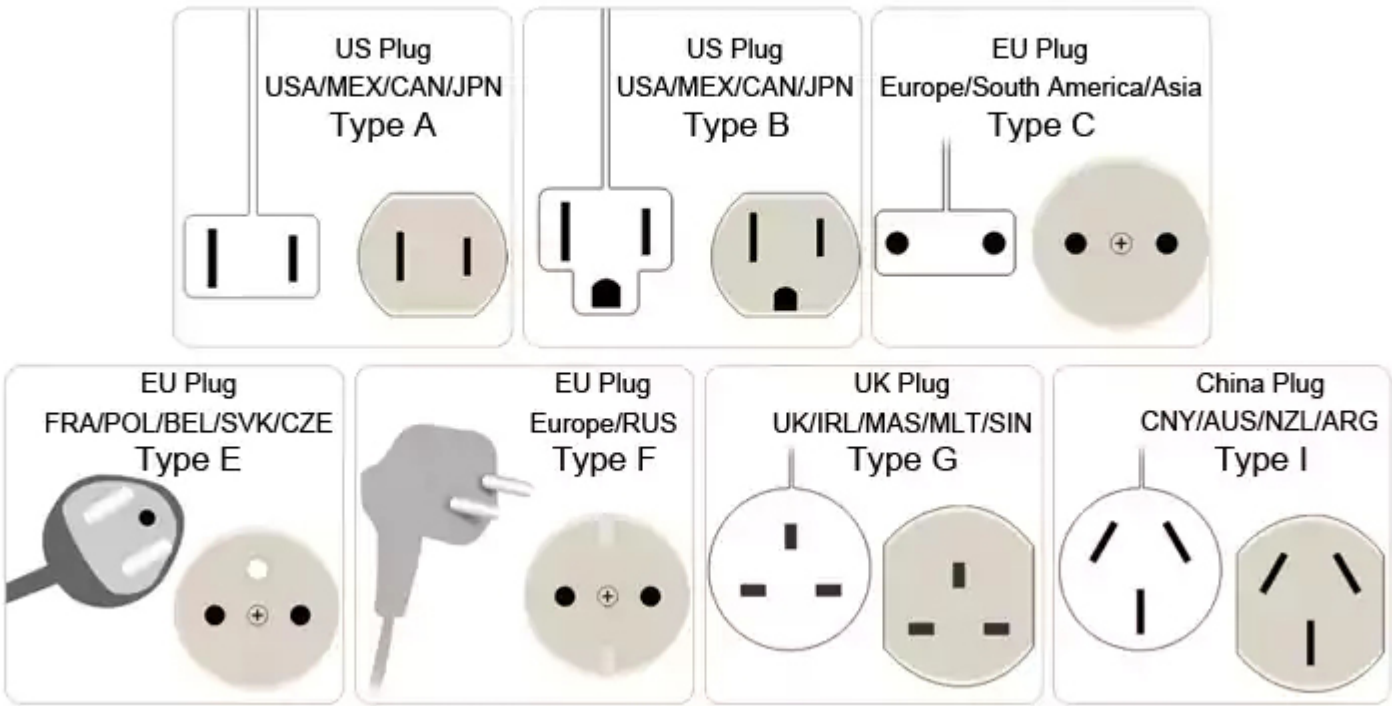 US Plug
USA/MEX/CAN/JPN
Type A
US Plug
USA/MEX/CAN/JPN
Type B
EU Plug
Europe/South America/Asia
Type C
EU Plug
FRA/POL/BEL/SVK/CZE
Type E
EU Plug
Europe/RUS
Type F
UK Plug
UK/IRL/MAS/MLT/SIN
Type G
China Plug
CNY/AUS/NZL/ARG
Type I